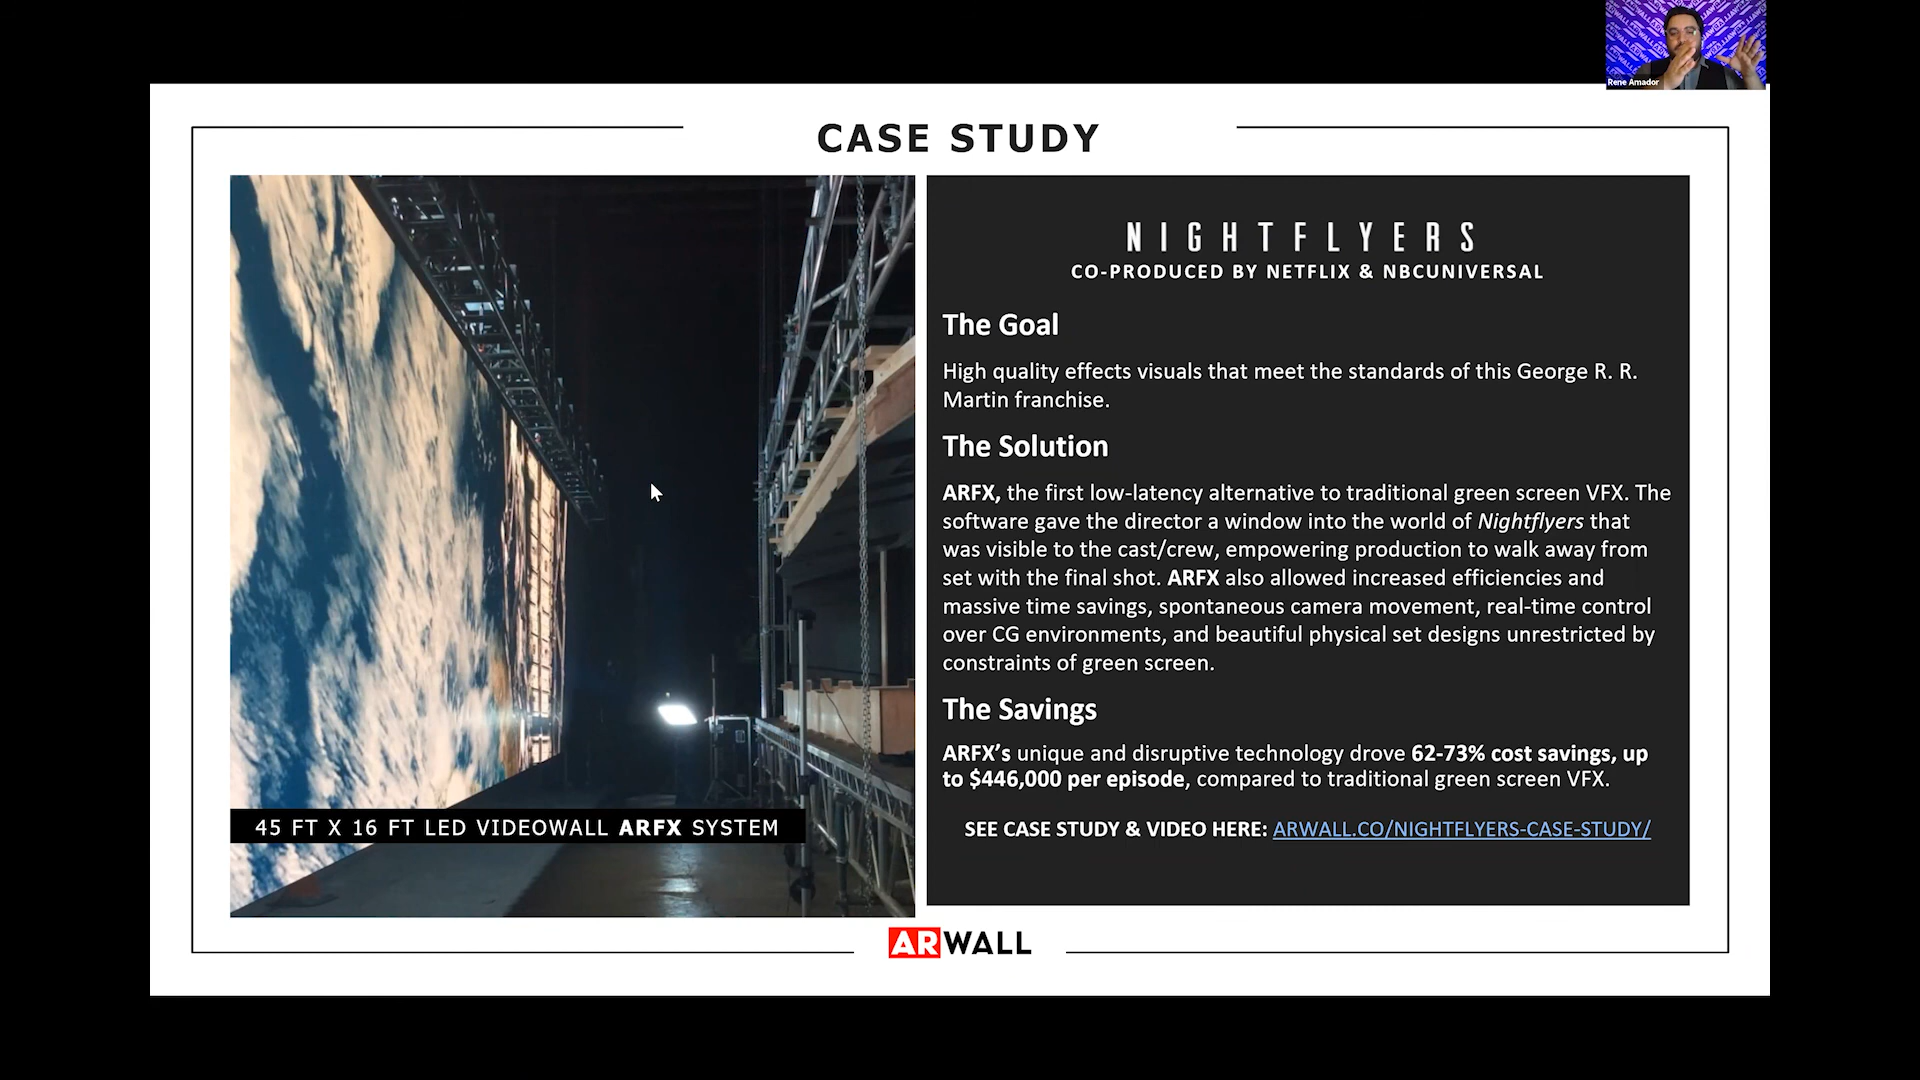 Rene Amador
CASE STUDY
45 FT X 16 FT LED VIDEOWALL ARFX SYSTEM
NIGHTFLYERS
CO-PRODUCED BY NETFLIX & NBCUNIVERSAL
The Goal
High quality effects visuals that meet the standards of this George R. R.
Martin franchise.
The Solution
ARFX, the first low-latency alternative to traditional green screen VFX. The
software gave the director a window into the world of Nightflyers that
was visible to the cast/crew, empowering production to walk away from
set with the final shot. ARFX also allowed increased efficiencies and
massive time savings, spontaneous camera movement, real-time control
over CG environments, and beautiful physical set designs unrestricted by
constraints of green screen.
The Savings
ARFX’s unique and disruptive technology drove 62-73% cost savings, up
to $446,000 per episode, compared to traditional green screen VFX.
SEE CASE STUDY & VIDEO HERE: ARWALL.CO/NIGHTFLYERS-CASE-STUDY/
ARWALL